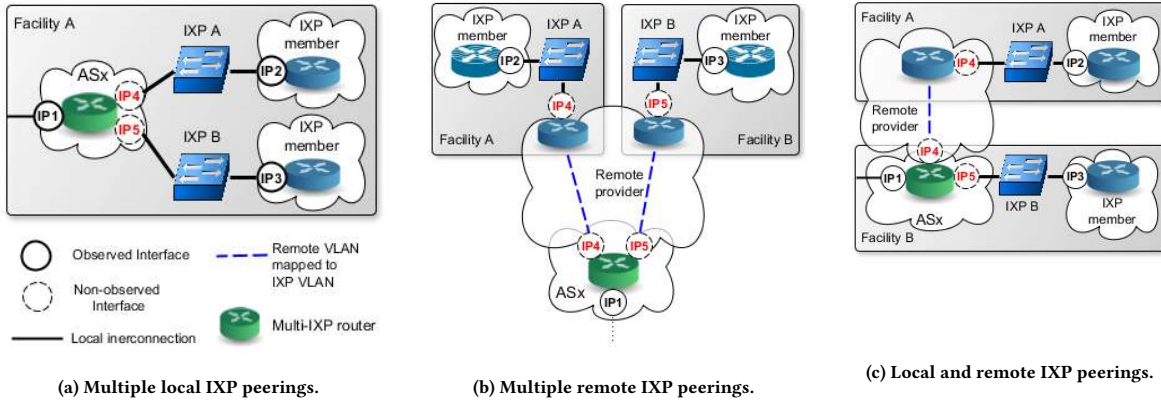 Facility A
IXP A
IXP
member
ASx
IP1
IP4
IP2
IP5
IXP B
IXP
member
IP3
Observed Interface
Non-observed
Interface
Local inerconnection
Remote VLAN
mapped to
IXP VLAN
Multi-IXP router
(a) Multiple local IXP peerings.
IXP
member
IXP A
IP2
IP4
Facility A
IXP B
IXP
member
IP3
IP5
Facility B
Remote
provider
IP4
IP5
ASx
IP1
(b) Multiple remote IXP peerings.
Facility A
IXP A
IXP
member
IP4
IP2
Remote
provider
IP4
IP1
IP5
IP3
ASx
IXP B
IXP
member
Facility B
(c) Local and remote IXP peerings.